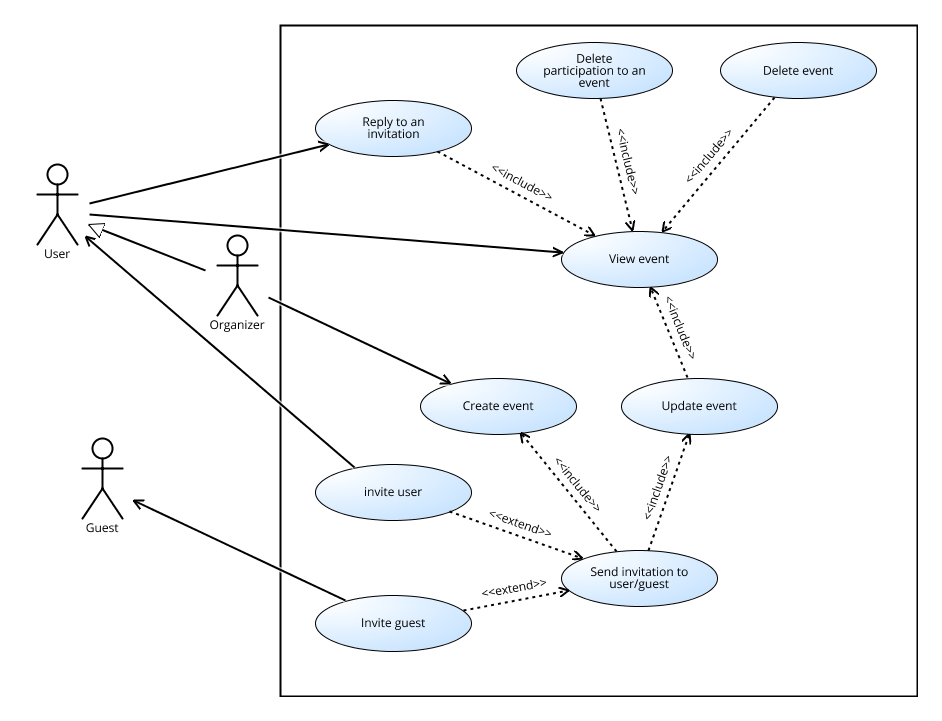 Delete
participation to an
event
Delete event
Reply to an
invitation
<<include>>
<<include>>
<<include>>
User
View event
Organizer
<<include>>
Create event
Update event
Guest
invite user
<<include>>
<<include>>
<<extend>>
Send invitation to
user/guest
<<extend>>
Invite guest